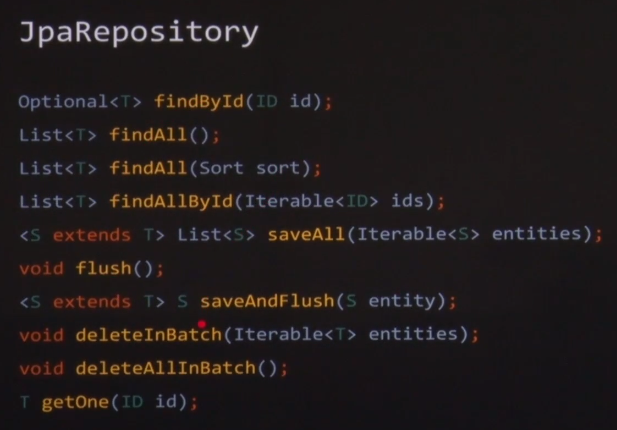 JpaRepository
Optional<T> findById(ID id);
List<T> findAll();
List<T> findAll(Sort sort);
List<T> findAllById(Iterable<ID> ids);
<S extends T> List<S> saveAll(Iterable<S> entities);
void flush();
<S extends T> S saveAndFlush(S entity);
void deleteInBatch(Iterable<T> entities);
void deleteAllInBatch();
T getOne(ID id);